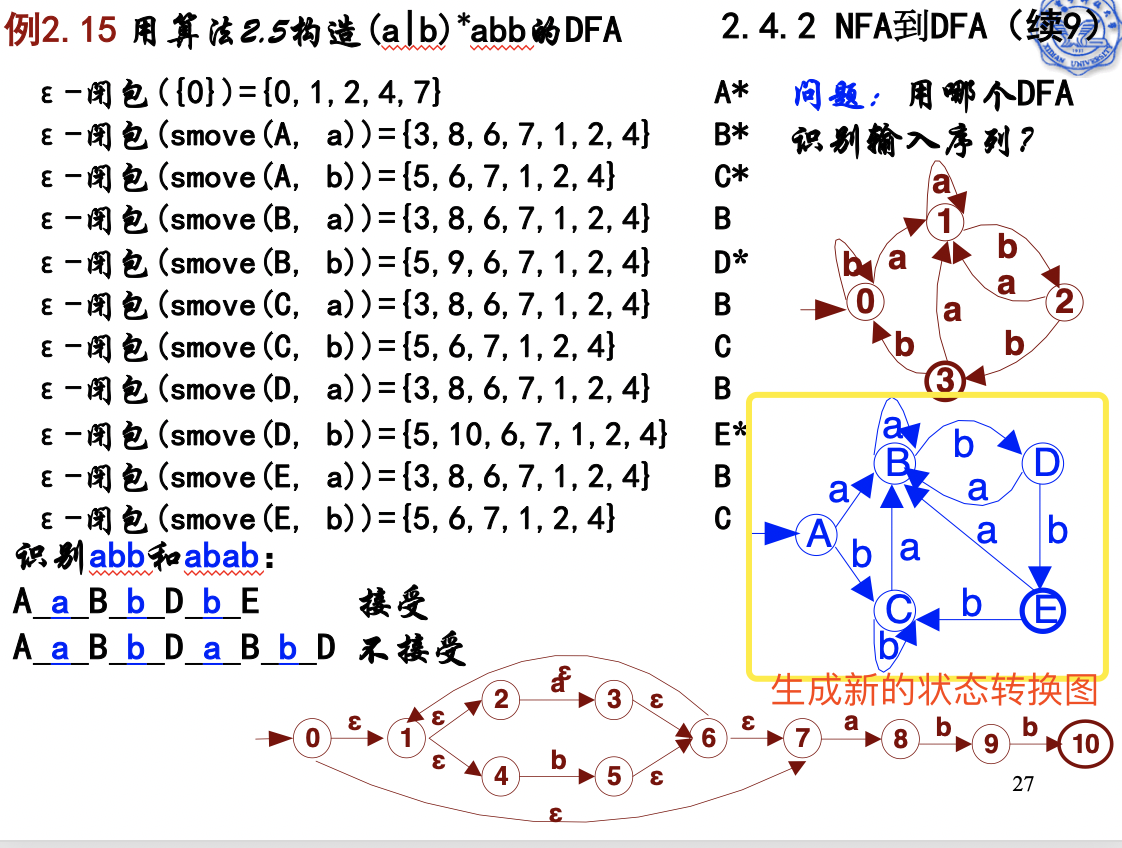 例2.15 用算法2.5构造(a|b)*abb的DFA
2.4.2 NFA到DFA（续9）
ε-闭包({0})={0,1,2,4,7} A*
ε-闭包(smove(A, a))={3,8,6,7,1,2,4} B*
ε-闭包(smove(A, b))={5,6,7,1,2,4} C*
ε-闭包(smove(B, a))={3,8,6,7,1,2,4} B
ε-闭包(smove(B, b))={5,9,6,7,1,2,4} D*
ε-闭包(smove(C, a))={3,8,6,7,1,2,4} B
ε-闭包(smove(C, b))={5,6,7,1,2,4} C
ε-闭包(smove(D, a))={3,8,6,7,1,2,4} B
ε-闭包(smove(D, b))={5,10,6,7,1,2,4} E*
ε-闭包(smove(E, a))={3,8,6,7,1,2,4} B
ε-闭包(smove(E, b))={5,6,7,1,2,4} C
问题：用哪个DFA
识别输入序列？
a
1
b
b a
a
0
2
a
b
b
3
a
B
b
D
a
a
A
b
a
a
b
C
b
E
b
生成新的状态转换图
识别abb和abab：
A_a_B_b_D_b_E 接受
A_a_B_b_D_a_B_b_D 不接受
ε
2 a 3
ε ε
0 ε 1 6 ε 7 a 8 b 9 b 10
ε ε
4 b 5
ε
27